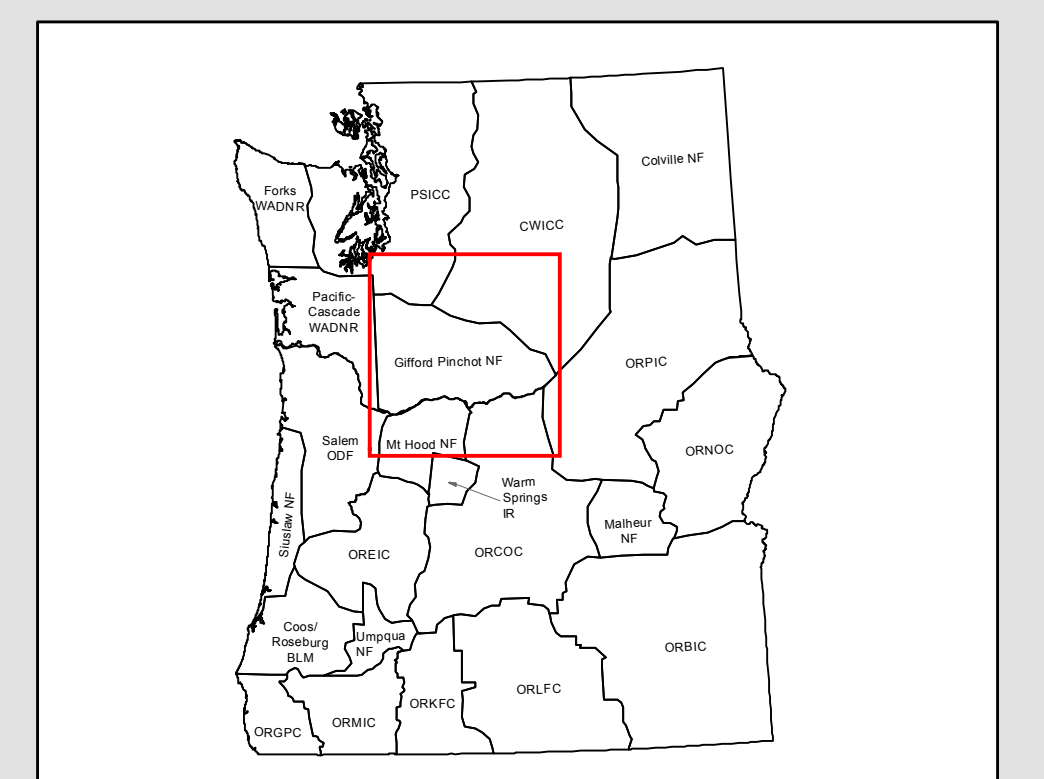 Colville NF
Forks
WADNR
PSICC
CWICC
Pacific-
Cascade
WADNR
Gifford Pinchot NF
ORPIC
Salem
ODF
Mt Hood NF
ORNOC
Warm
Springs
IR
Siuslaw NF
Malheur
NF
OREIC
ORCOC
Coos/
Roseburg
BLM
Umpqua
NF
ORBIC
ORLFC
ORKFC
ORMIC
ORGPC